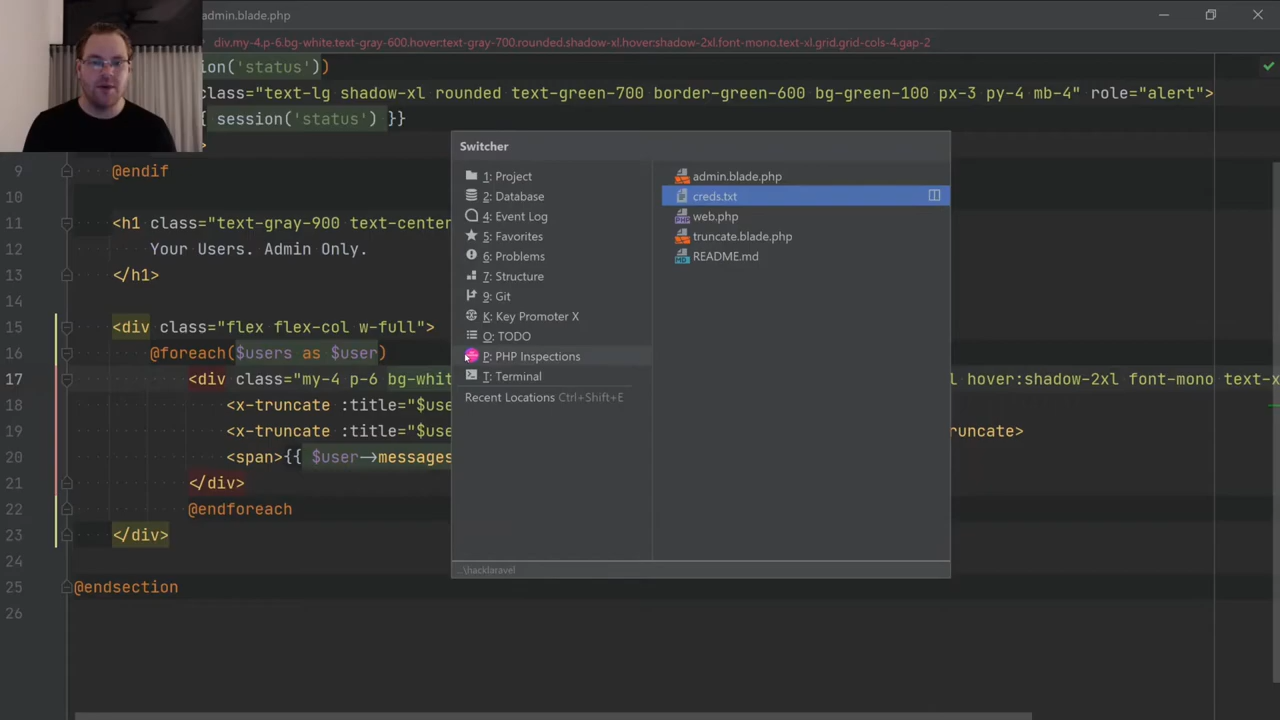 admin.blade.php
div.my-4.p-6.bg-white.text-gray-600.hover:text-gray-700.rounded.shadow-xl.hover:shadow-2xl.font-mono.text-xl.grid.grid-cols-4.gap-2
ion('status'))
class="text-lg shadow-xl rounded text-green-700 border-green-600 bg-green-100 px-3 py-4 mb-4" role="alert">
{ session('status') }}
>
9 @endif
10
11 <h1 class="text-gray-900 text-center
12 Your Users. Admin Only.
13 </h1>
14
15 <div class="flex flex-col w-full">
16 @foreach($users as $user)
17 <div class="my-4 p-6 bg-whit l hover:shadow-2xl font-mono text-x
18 <x-truncate :title="$use
19 <x-truncate :title="$use runcate>
20 <span>{{ $user->messages
21 </div>
22 @endforeach
23 </div>
24
25 @endsection
26
Switcher
1: Project
2: Database
4: Event Log
5: Favorites
6: Problems
7: Structure
9: Git
K: Key Promoter X
O: TODO
P: PHP Inspections
T: Terminal
Recent Locations Ctrl+Shift+E
admin.blade.php
creds.txt
web.php
truncate.blade.php
README.md
..\hacklaravel